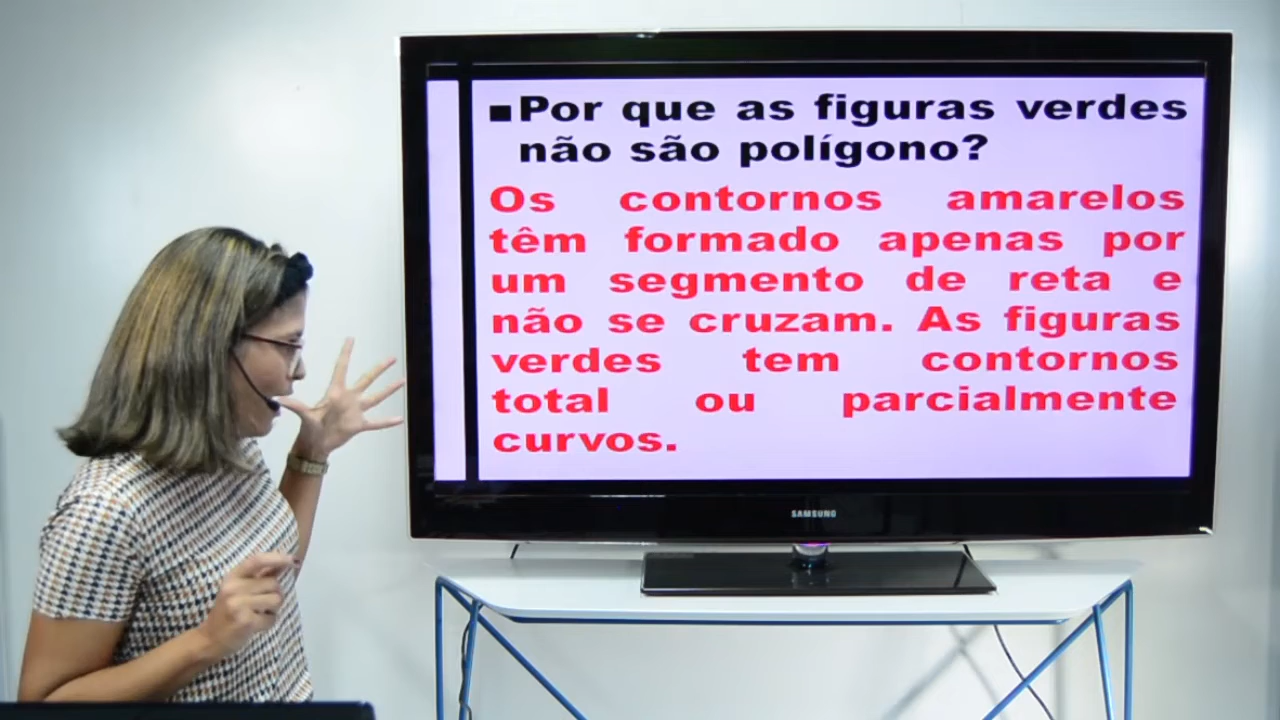 Por que as figuras verdes
não são polígono?
Os contornos amarelos
têm formado apenas por
um segmento de reta e
não se cruzam. As figuras
verdes tem contornos
total ou parcialmente
curvos.
SAMSUNG